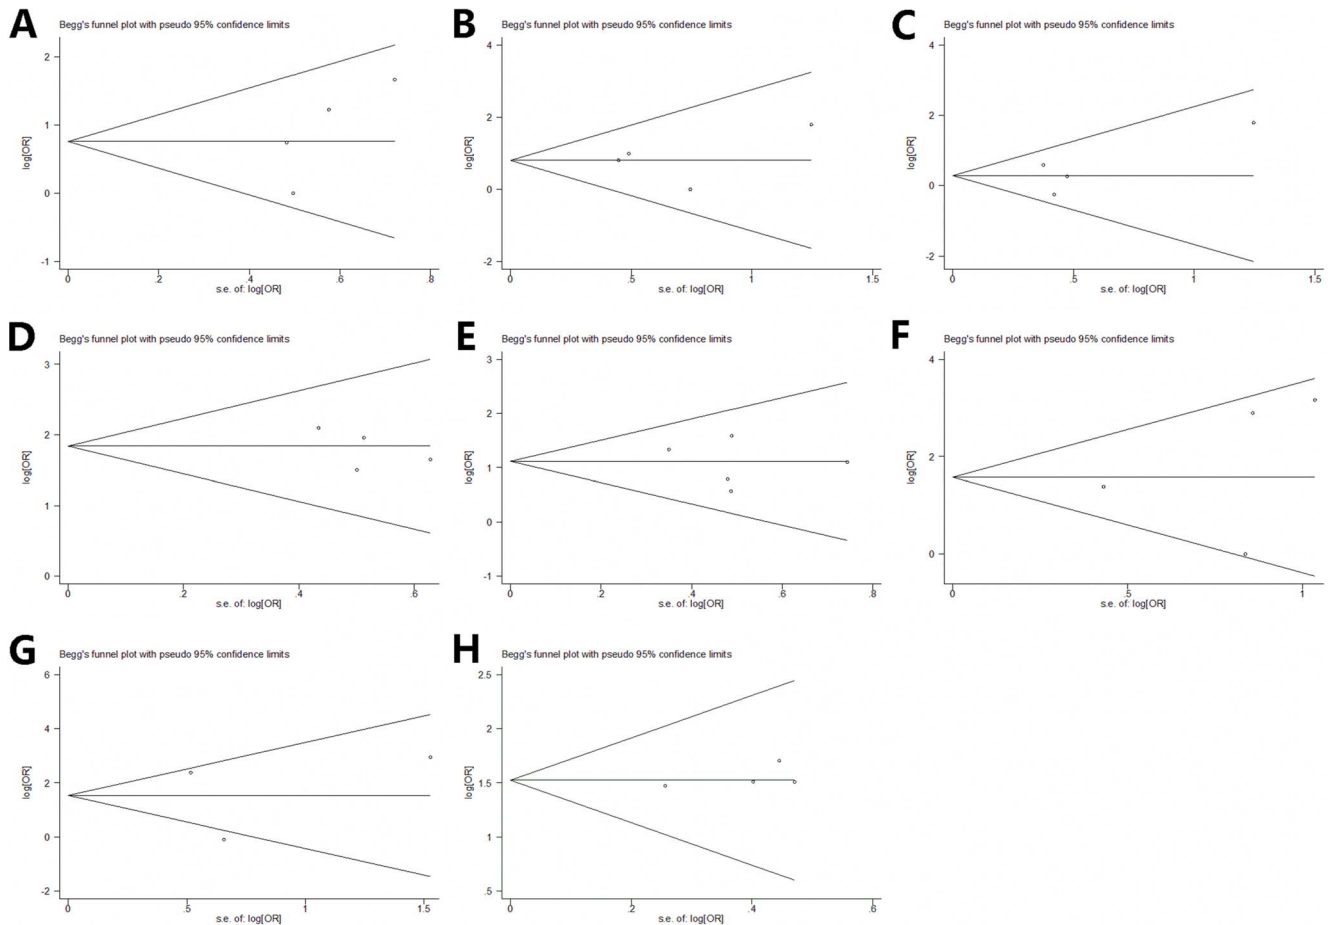 A
Begg's funnel plot with pseudo 95% confidence limits
log[OR]
2
1
0
-1
0 .2 .4 .6 .8
s.e. of: log[OR]
B
Begg's funnel plot with pseudo 95% confidence limits
log[OR]
4
2
0
-2
0 .5 1 1.5
s.e. of: log[OR]
C
Begg's funnel plot with pseudo 95% confidence limits
log[OR]
4
2
0
-2
0 .5 1 1.5
s.e. of: log[OR]
D
Begg's funnel plot with pseudo 95% confidence limits
log[OR]
3
2
1
0
0 .2 .4 .6
s.e. of: log[OR]
E
Begg's funnel plot with pseudo 95% confidence limits
log[OR]
3
2
1
0
-1
0 .2 .4 .6 .8
s.e. of: log[OR]
F
Begg's funnel plot with pseudo 95% confidence limits
log[OR]
4
2
0
0 .5 1
s.e. of: log[OR]
G
Begg's funnel plot with pseudo 95% confidence limits
log[OR]
6
4
2
0
-2
0 .5 1 1.5
s.e. of: log[OR]
H
Begg's funnel plot with pseudo 95% confidence limits
log[OR]
2.5
2
1.5
1
.5
0 .2 .4 .6
s.e. of: log[OR]